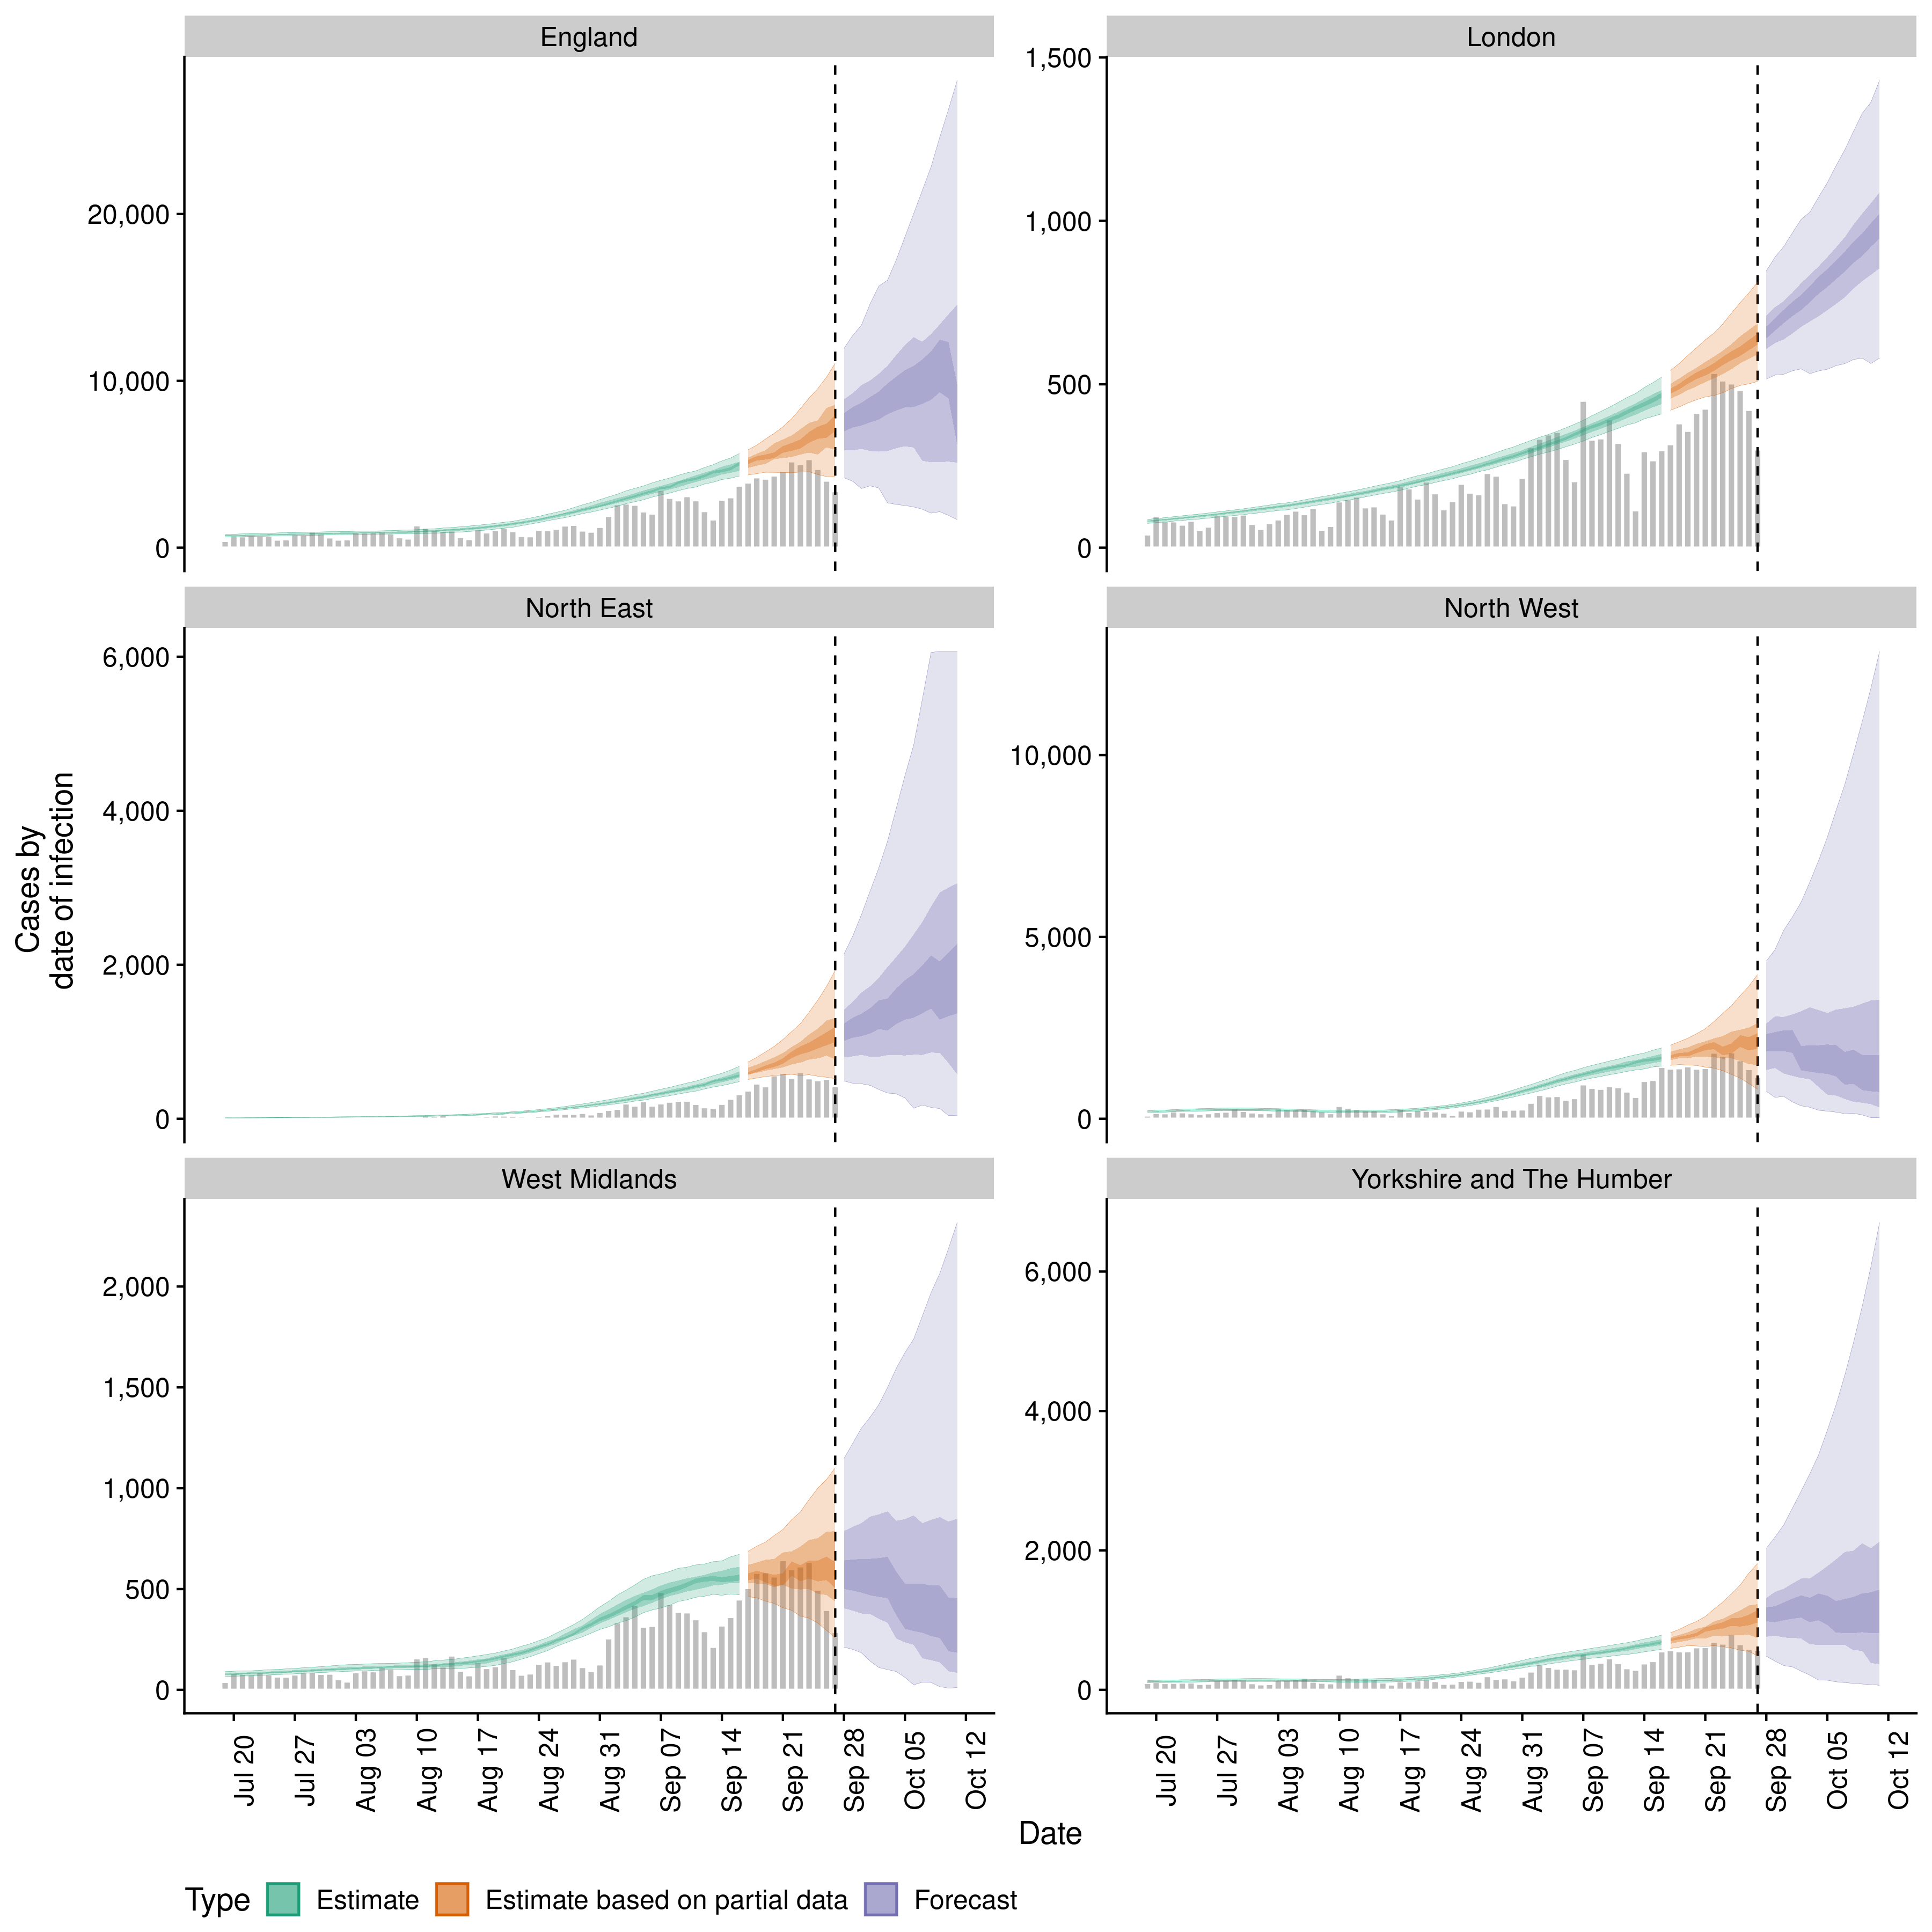 England
London
20,000
10,000
0
1,500
1,000
500
0
North East
North West
6,000
4,000
2,000
0
10,000
5,000
0
Cases by
date of infection
West Midlands
Yorkshire and The Humber
2,000
1,500
1,000
500
0
6,000
4,000
2,000
0
Jul 20 Jul 27 Aug 03 Aug 10 Aug 17 Aug 24 Aug 31 Sep 07 Sep 14 Sep 21 Sep 28 Oct 05 Oct 12
Jul 20 Jul 27 Aug 03 Aug 10 Aug 17 Aug 24 Aug 31 Sep 07 Sep 14 Sep 21 Sep 28 Oct 05 Oct 12
Date
Type Estimate Estimate based on partial data Forecast